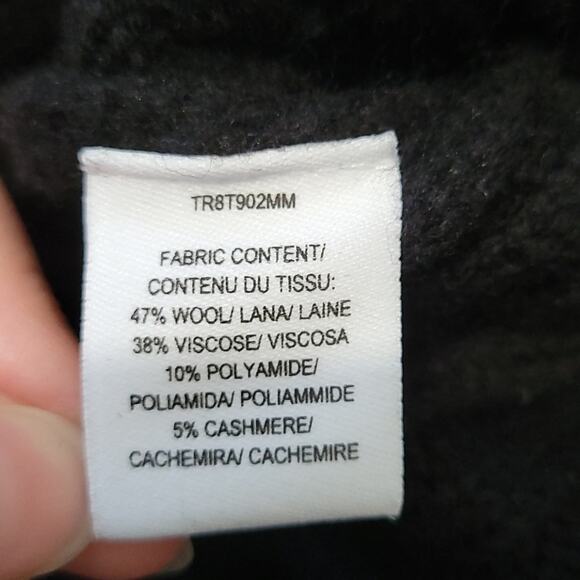 TR8T902MM
FABRIC CONTENT/
CONTENU DU TISSU:
47% WOOL/ LANA/ LAINE
38% VISCOSE/ VISCOSA
10% POLYAMIDE/
POLIAMIDA/ POLIAMMIDE
5% CASHMERE/
CACHEMIRA/ CACHEMIRE